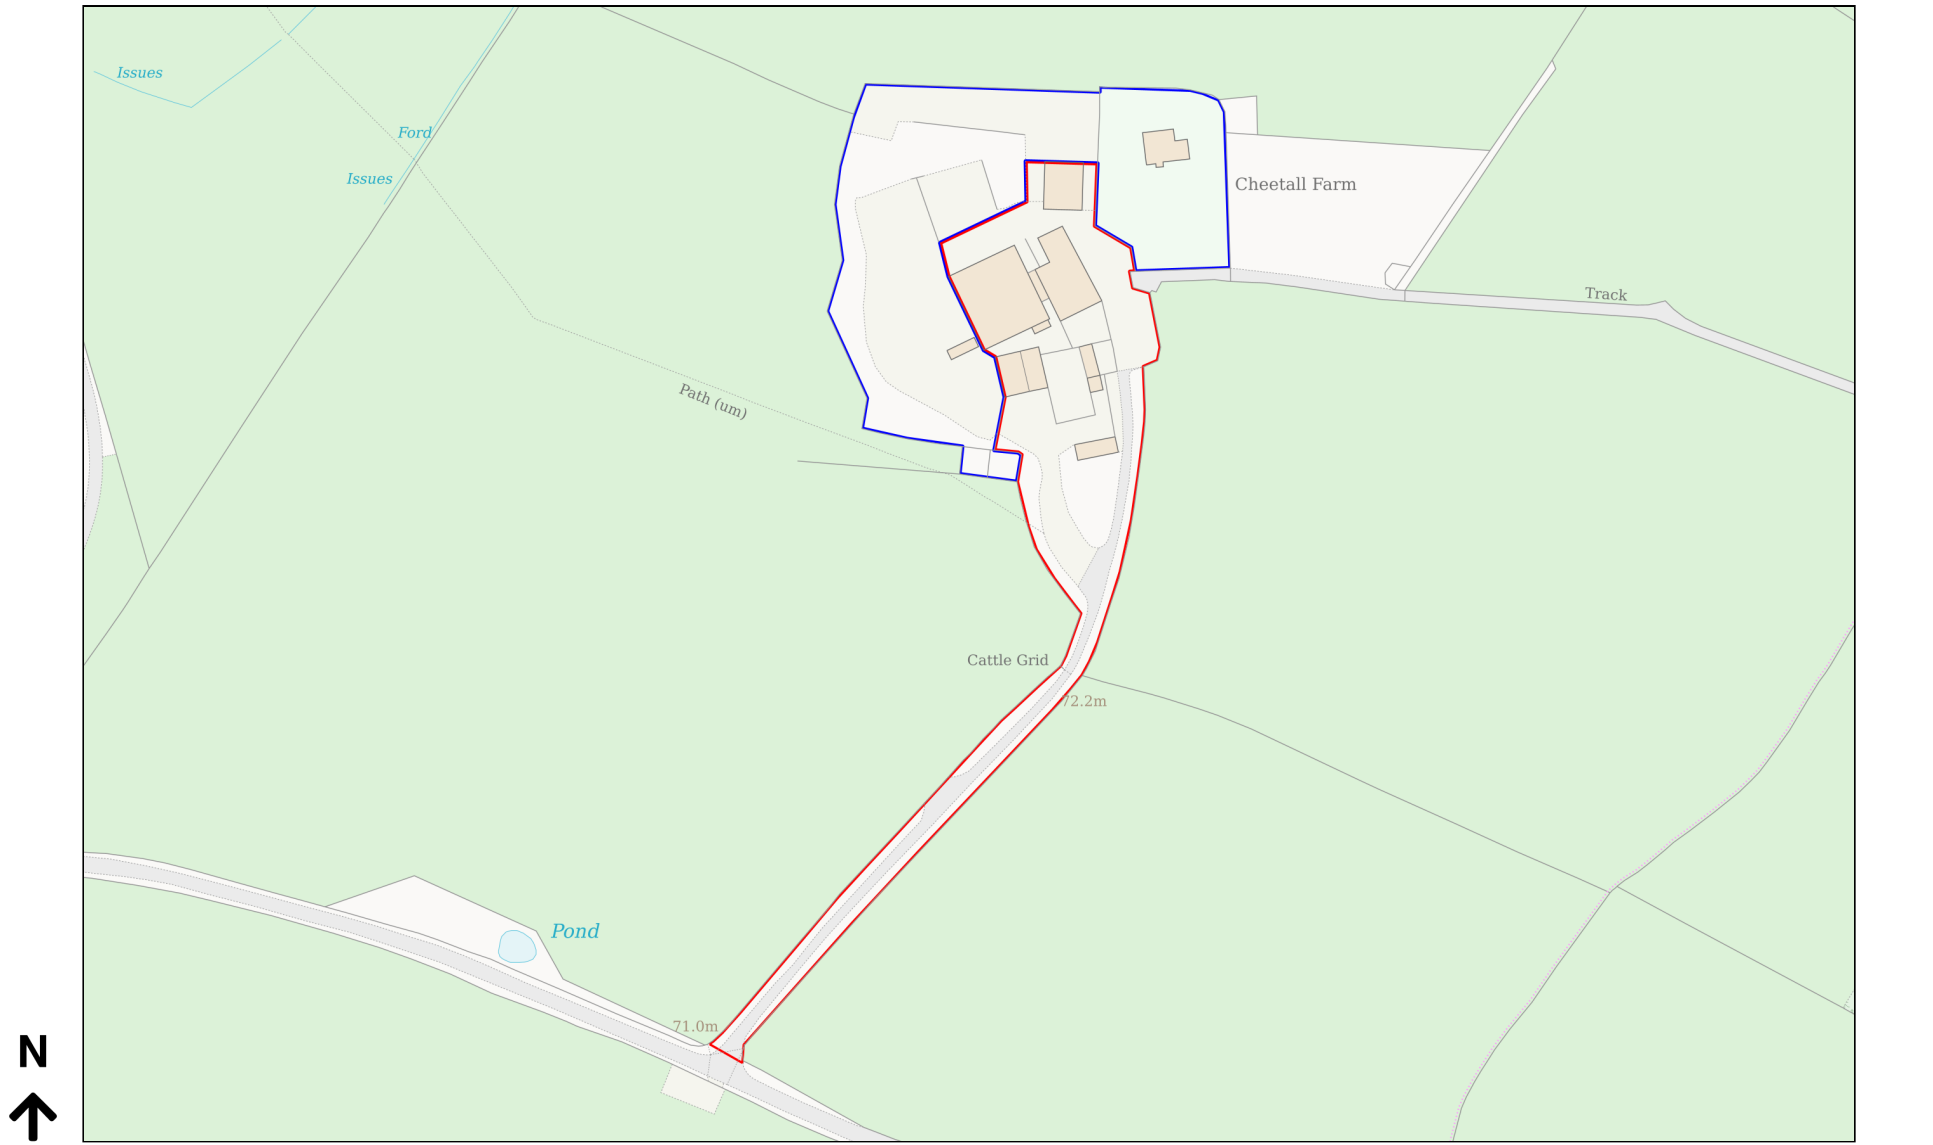 Issues
Ford
Issues
Cheetall Farm
Track
Path (um)
Cattle Grid
72.2m
Pond
71.0m
N